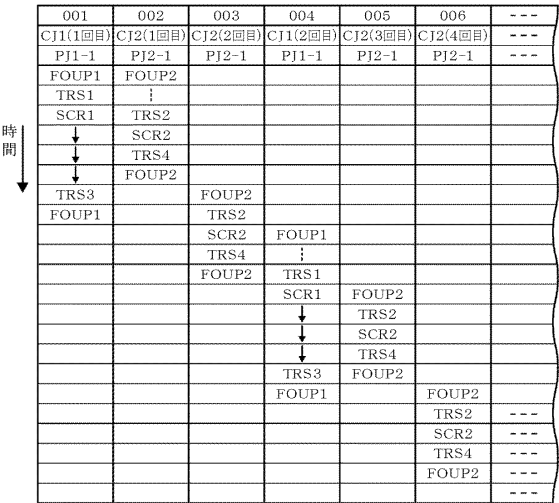 001 002 003 004 005 006 ---
CJ1(1回目) CJ2(1回目) CJ2(2回目) CJ1(2回目) CJ2(3回目) CJ2(4回目) ---
PJ1-1 PJ2-1 PJ2-1 PJ1-1 PJ2-1 PJ2-1 ---
FOUP1 FOUP2
TRS1
SCR1 TRS2
時間
↓ SCR2
↓ TRS4
↓ FOUP2
TRS3 FOUP2
FOUP1 TRS2
SCR2 FOUP1
TRS4
FOUP2 TRS1
SCR1 FOUP2
↓ TRS2
↓ SCR2
↓ TRS4
TRS3 FOUP2
FOUP1 FOUP2
TRS2 ---
SCR2 ---
TRS4 ---
FOUP2 ---
---